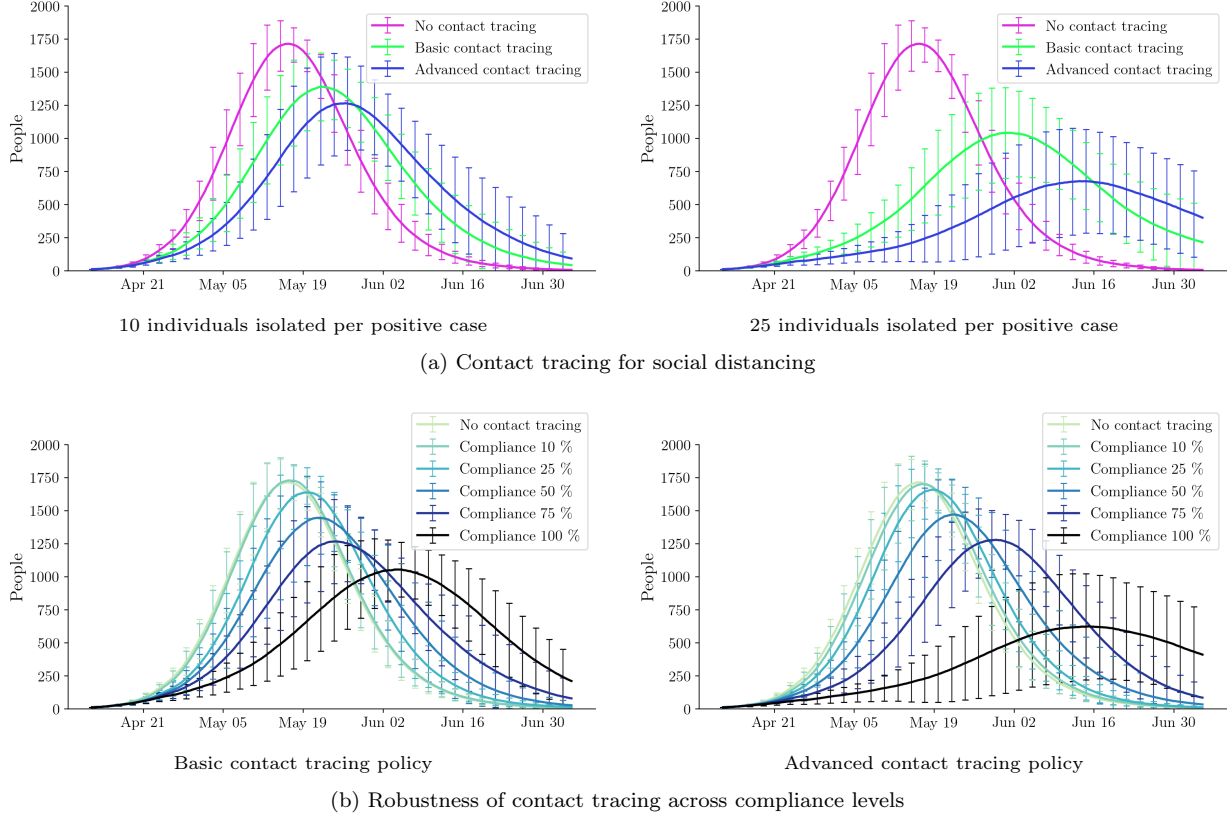 No contact tracing
Basic contact tracing
Advanced contact tracing
2000
1750
1500
1250
1000
750
500
250
0
People
Apr 21 May 05 May 19 Jun 02 Jun 16 Jun 30
10 individuals isolated per positive case
No contact tracing
Basic contact tracing
Advanced contact tracing
2000
1750
1500
1250
1000
750
500
250
0
People
Apr 21 May 05 May 19 Jun 02 Jun 16 Jun 30
25 individuals isolated per positive case
(a) Contact tracing for social distancing
No contact tracing
Compliance 10 %
Compliance 25 %
Compliance 50 %
Compliance 75 %
Compliance 100 %
2000
1750
1500
1250
1000
750
500
250
0
People
Apr 21 May 05 May 19 Jun 02 Jun 16 Jun 30
Basic contact tracing policy
No contact tracing
Compliance 10 %
Compliance 25 %
Compliance 50 %
Compliance 75 %
Compliance 100 %
2000
1750
1500
1250
1000
750
500
250
0
People
Apr 21 May 05 May 19 Jun 02 Jun 16 Jun 30
Advanced contact tracing policy
(b) Robustness of contact tracing across compliance levels